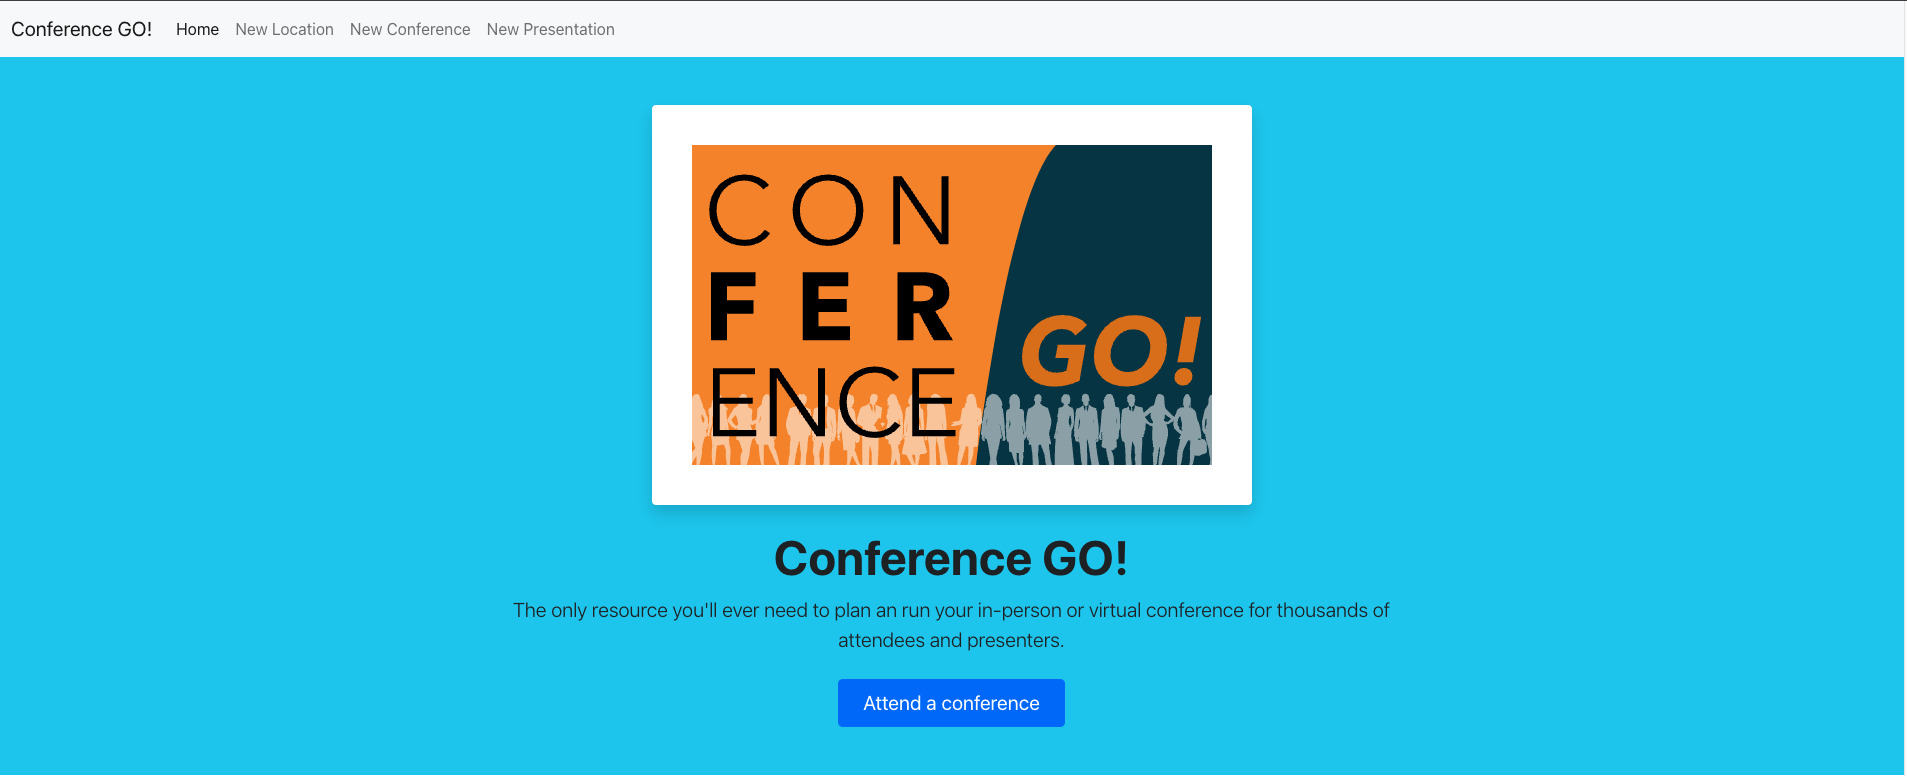 Conference GO! Home New Location New Conference New Presentation
CON
FER
ENCE
GO!
Conference GO!
The only resource you'll ever need to plan an run your in-person or virtual conference for thousands of
attendees and presenters.
Attend a conference